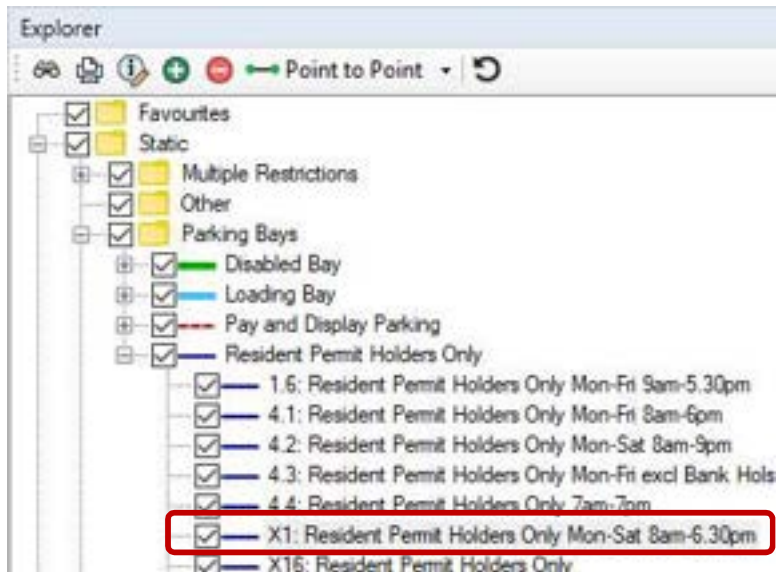 Explorer
Point to Point
Favourites
Static
Multiple Restrictions
Other
Parking Bays
Disabled Bay
Loading Bay
Pay and Display Parking
Resident Permit Holders Only
1.6: Resident Permit Holders Only Mon-Fri 9am-5.30pm
4.1: Resident Permit Holders Only Mon-Fri 8am-6pm
4.2: Resident Permit Holders Only Mon-Sat 8am-9pm
4.3: Resident Permit Holders Only Mon-Fri excl Bank Hols
4.4: Resident Permit Holders Only 7am-7pm
X1: Resident Permit Holders Only Mon-Sat 8am-6.30pm
X16: Resident Permit Holders Only